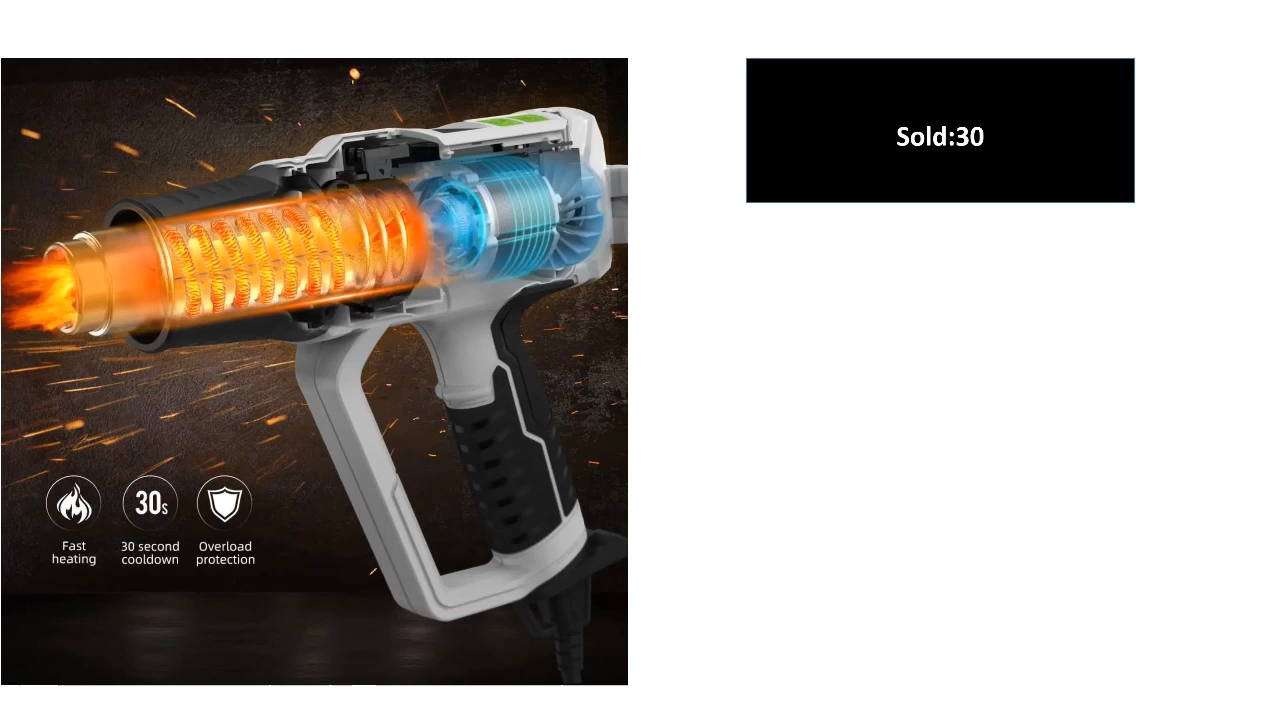 Sold:30
30s
Fast
heating
30 second
cooldown
Overload
protection